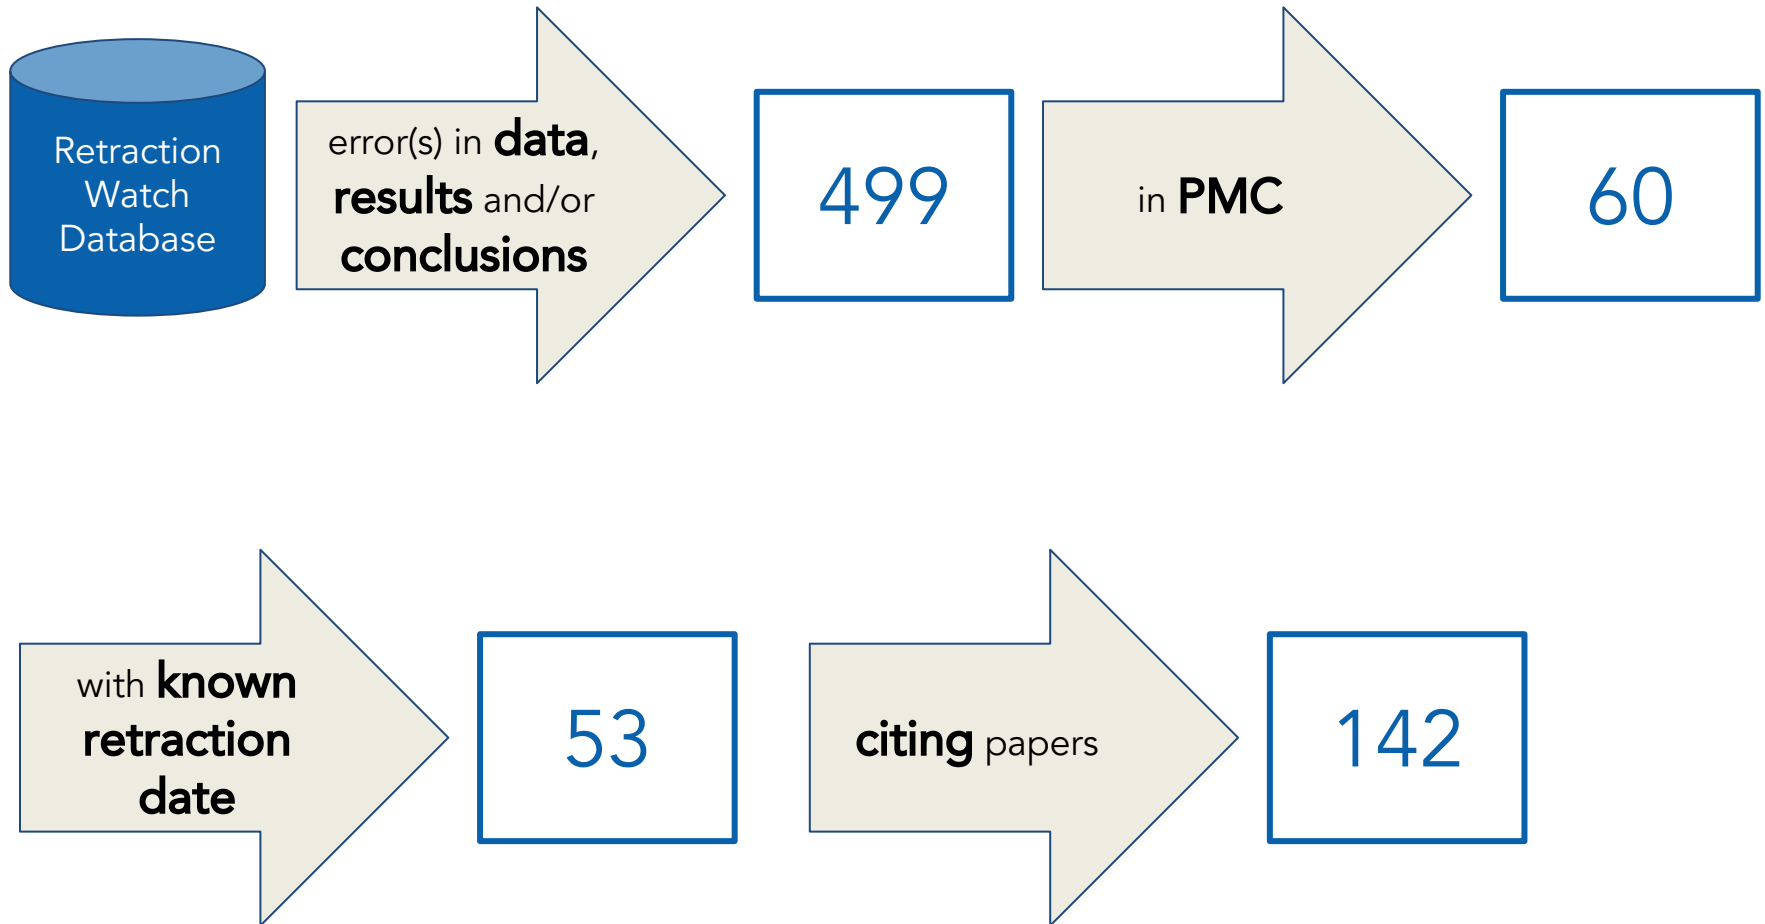 Retraction
Watch
Database
error(s) in data,
results and/or
conclusions
499
in PMC
60
with known
retraction
date
53
citing papers
142